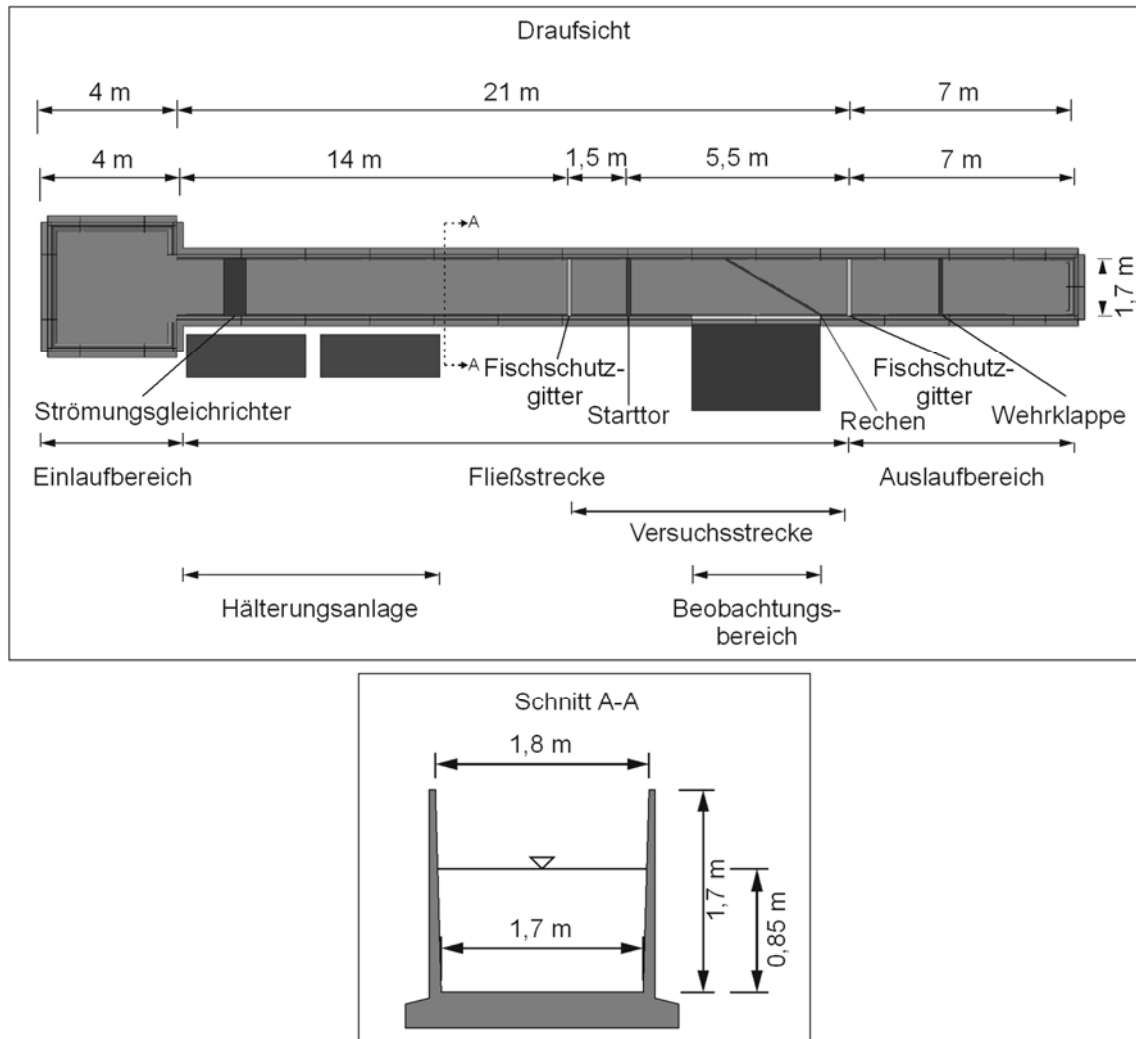 Draufsicht
4 m 21 m 7 m
4 m 14 m 1,5 m 5,5 m 7 m
A
1,7 m
A
Fischschutz-
gitter
Fischschutz-
gitter
Strömungsgleichrichter
Starttor
Rechen
Wehrklappe
Einlaufbereich
Fließstrecke
Auslaufbereich
Versuchsstrecke
Hälterungsanlage
Beobachtungs-
bereich
Schnitt A-A
1,8 m
1,7 m
0,85 m
1,7 m